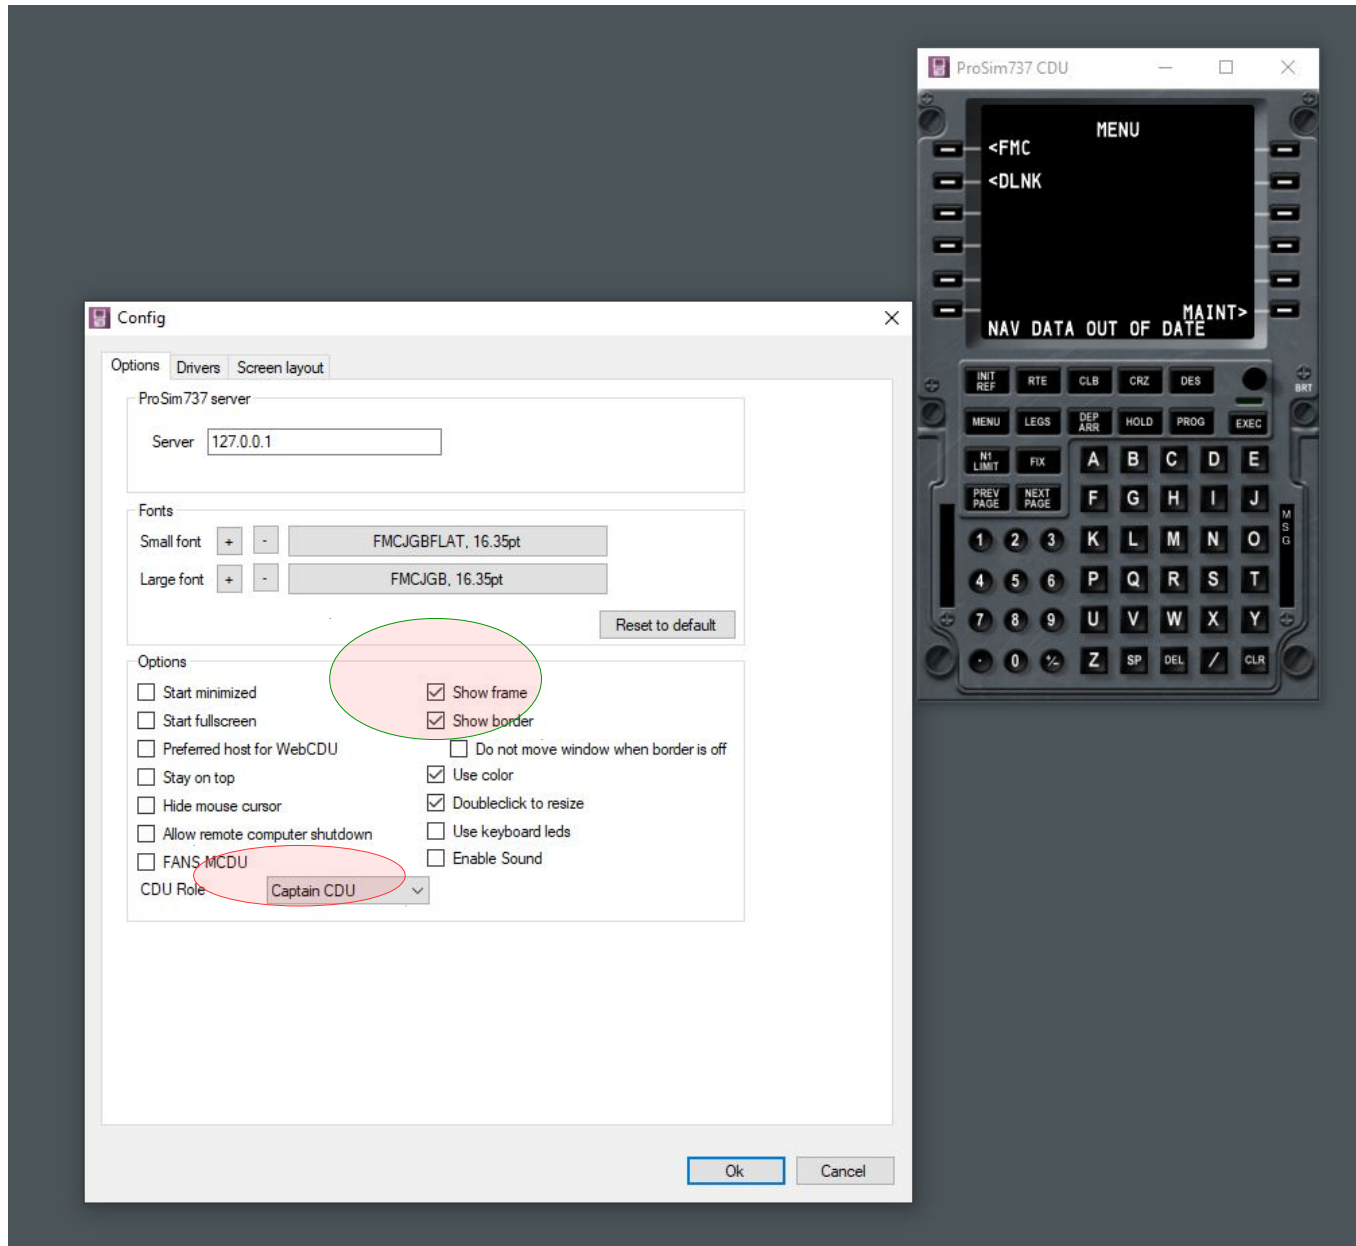 ProSim737 CDU
MENU
<FMC
<DLNK
MAINT>
NAV DATA OUT OF DATE
INIT REF RTE CLB CRZ DES
BRT
MENU LEGS DEP ARR HOLD PROG EXEC
N1 LIMIT FIX A B C D E
PREV PAGE NEXT PAGE F G H I J
MSG
1 2 3 K L M N O
4 5 6 P Q R S T
7 8 9 U V W X Y
. 0 +/- Z SP DEL / CLR
Config
Options Drivers Screen layout
ProSim737 server
Server 127.0.0.1
Fonts
Small font + - FMCJGBFLAT, 16.35pt
Large font + - FMCJGB, 16.35pt
Reset to default
Options
Start minimized
Start fullscreen
Preferred host for WebCDU
Stay on top
Hide mouse cursor
Allow remote computer shutdown
FANS MCDU
CDU Role Captain CDU
Show frame
Show border
Do not move window when border is off
Use color
Doubleclick to resize
Use keyboard leds
Enable Sound
Ok Cancel